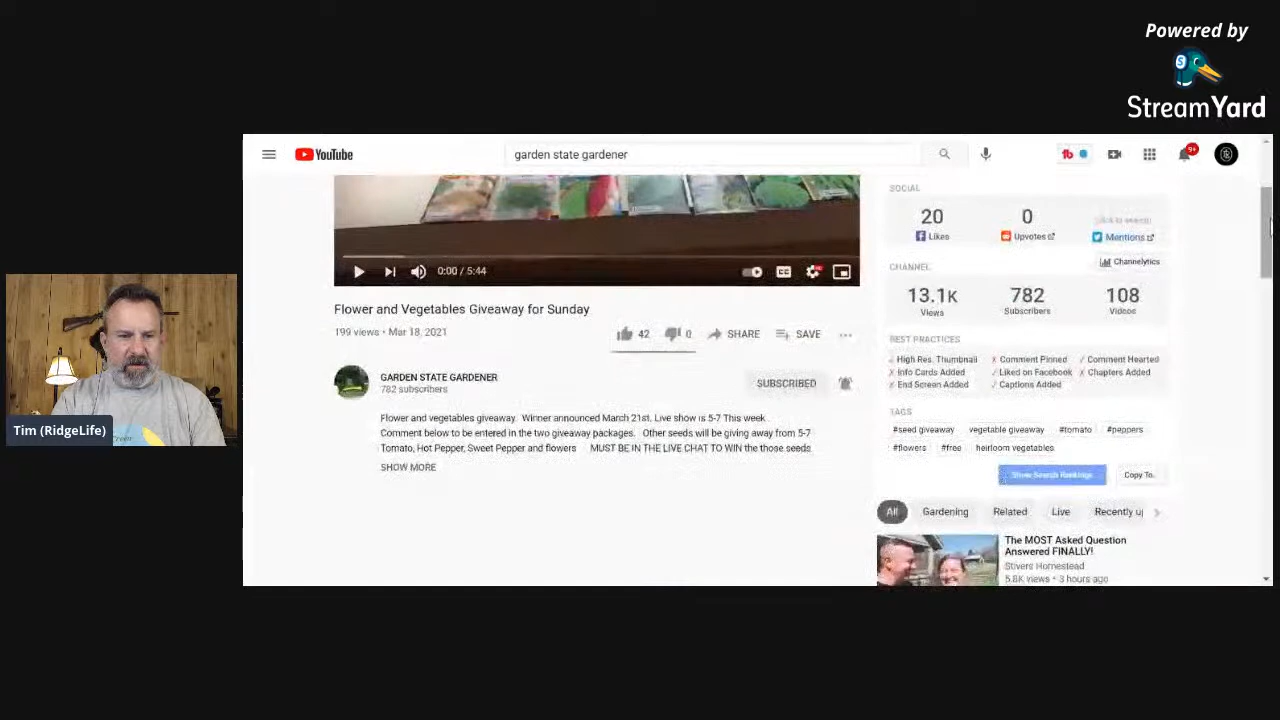 Powered by
StreamYard
YouTube
garden state gardener
9+
SOCIAL
20
Likes
0
Upvotes
Mentions
CHANNEL
Channelytics
13.1K
Views
782
Subscribers
108
Videos
BEST PRACTICES
High Res. Thumbnail
Comment Pinned
Comment Hearted
Info Cards Added
Liked on Facebook
Chapters Added
End Screen Added
Captions Added
TAGS
#seed giveaway vegetable giveaway #tomato #peppers
#flowers #free heirloom vegetables
Show Search Rankings
Copy To..
0:00 / 5:44
CC
Flower and Vegetables Giveaway for Sunday
199 views • Mar 18, 2021
42
0
SHARE
SAVE
GARDEN STATE GARDENER
782 subscribers
SUBSCRIBED
Flower and vegetables giveaway. Winner announced March 21st. Live show is 5-7 This week
Comment below to be entered in the two giveaway packages. Other seeds will be giving away from 5-7
Tomato, Hot Pepper, Sweet Pepper and flowers MUST BE IN THE LIVE CHAT TO WIN the those seeds
SHOW MORE
All
Gardening
Related
Live
Recently u
The MOST Asked Question
Answered FINALLY!
Stivers Homestead
5.8K views • 3 hours ago
Tim (RidgeLife)